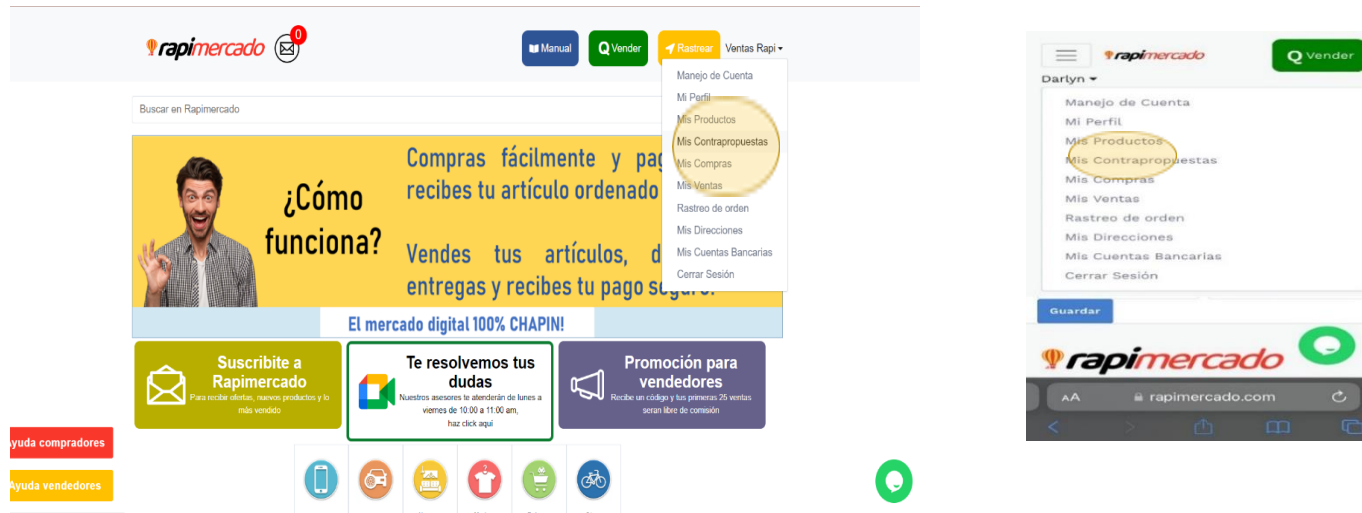 rapimercado
0
Manual
Q Vender
Rastrear
Ventas Rapi
Manejo de Cuenta
Mi Perfil
Mis Productos
Mis Contrapropuestas
Mis Compras
Mis Ventas
Rastreo de orden
Mis Direcciones
Mis Cuentas Bancarias
Cerrar Sesión
Buscar en Rapimercado
¿Cómo
funciona?
Compras fácilmente y
recibes tu artículo ordenado
Vendes tus artículos,
entregas y recibes tu pago
El mercado digital 100% CHAPIN!
Suscribite a
Rapimercado
Para recibir ofertas, nuevos productos y lo
más vendido
Te resolvemos tus
dudas
Nuestros asesores te atenderán de lunes a
viernes de 10:00 a 11:00 am,
haz click aquí
Promoción para
vendedores
Recibe un código y tus primeras 25 ventas
seran libre de comisión
yuda compradores
Ayuda vendedores
rapimercado
Q Vender
Darlyn
Manejo de Cuenta
Mi Perfil
Mis Productos
Mis Contrapropuestas
Mis Compras
Mis Ventas
Rastreo de orden
Mis Direcciones
Mis Cuentas Bancarias
Cerrar Sesión
Guardar
rapimercado
AA
rapimercado.com